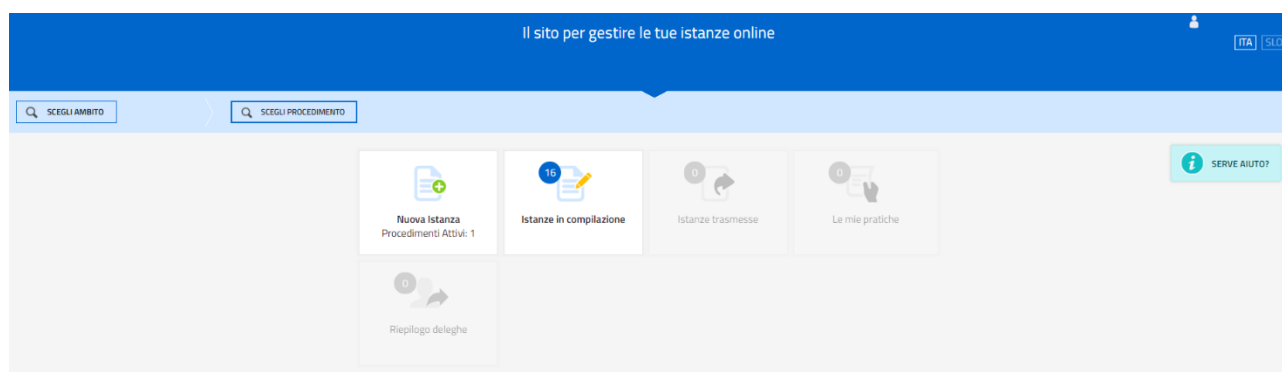 Il sito per gestire le tue istanze online
ITA SLO
SCEGLI AMBITO
SCEGLI PROCEDIMENTO
16
0
0
Nuova Istanza
Procedimenti Attivi: 1
Istanze in compilazione
Istanze trasmesse
Le mie pratiche
i SERVE AIUTO?
0
Riepilogo deleghe